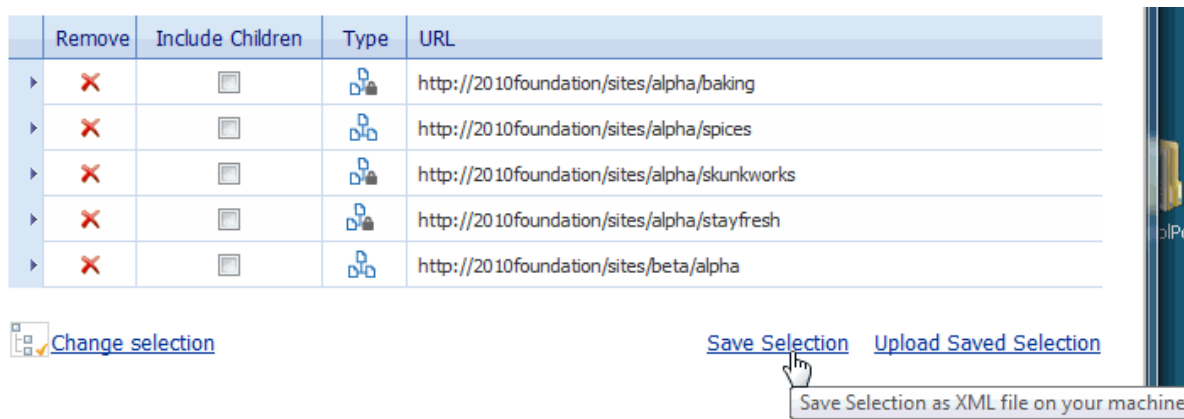 Remove Include Children Type URL
http://2010foundation/sites/alpha/baking
http://2010foundation/sites/alpha/spices
http://2010foundation/sites/alpha/skunkworks
http://2010foundation/sites/alpha/stayfresh
http://2010foundation/sites/beta/alpha
Change selection Save Selection Upload Saved Selection
Save Selection as XML file on your machine